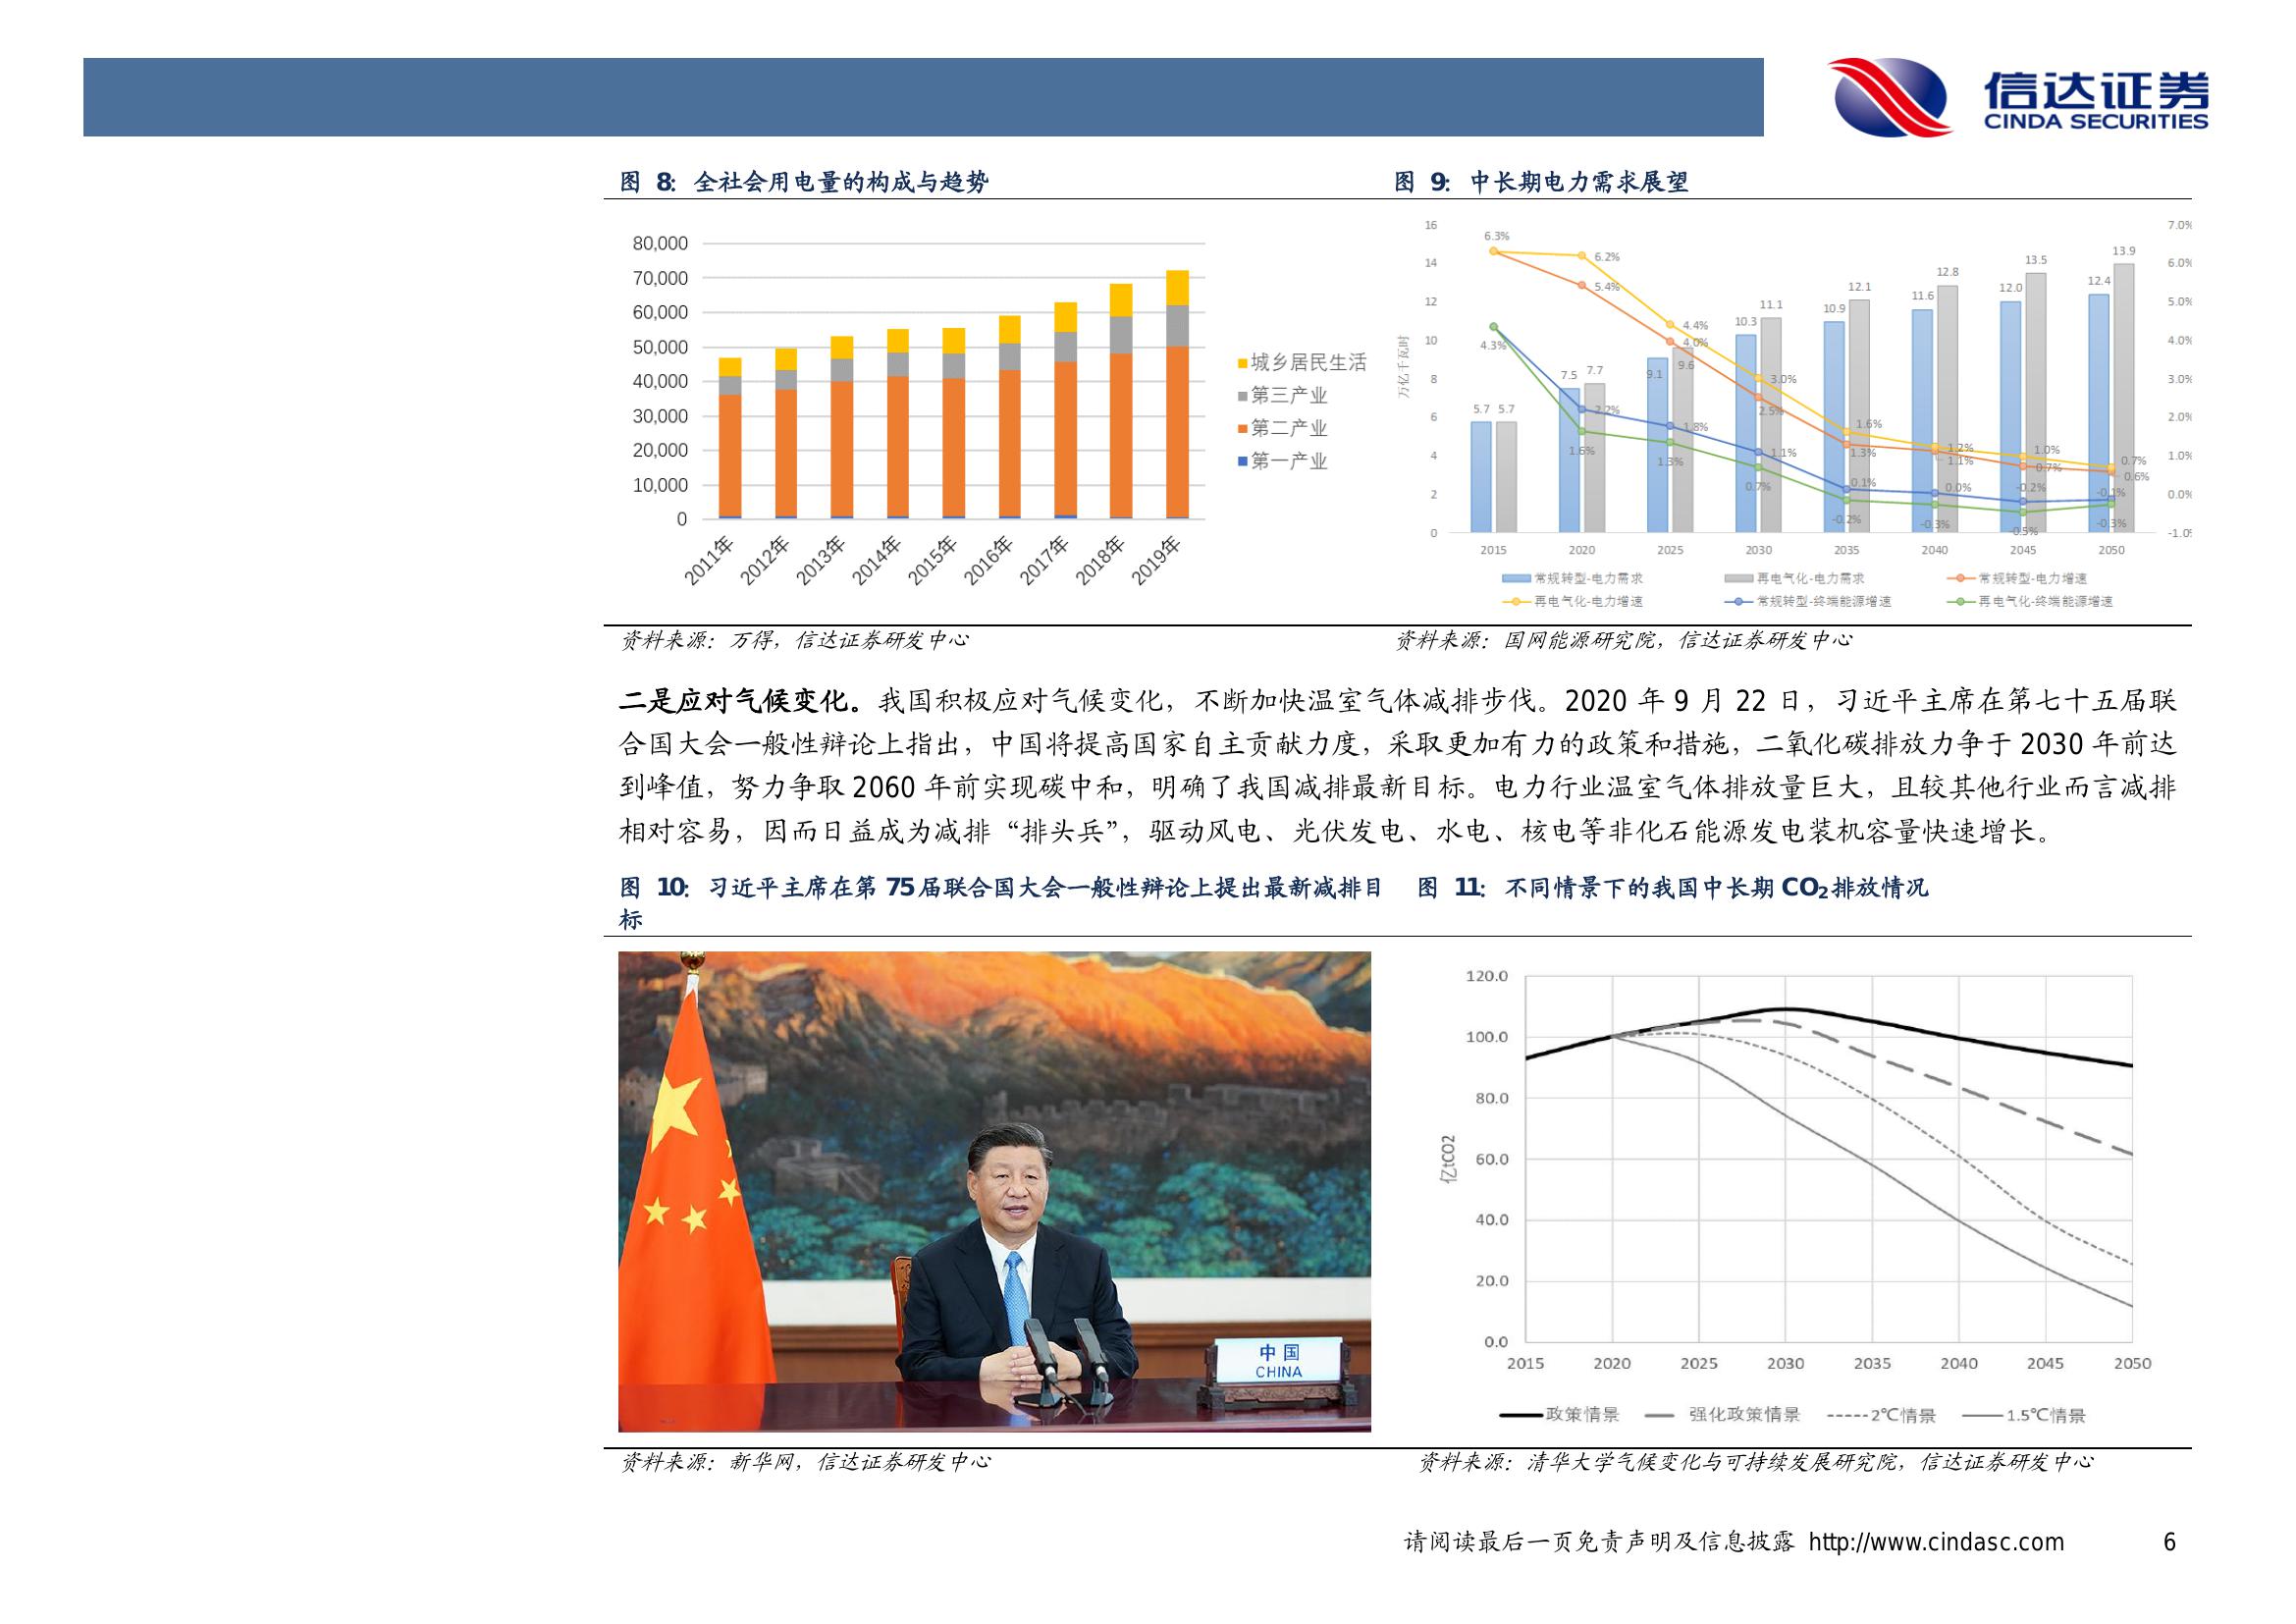 信达证券
CINDA SECURITIES
图 8：全社会用电量的构成与趋势
80,000
70,000
60,000
50,000
40,000
30,000
20,000
10,000
0
2011年 2012年 2013年 2014年 2015年 2016年 2017年 2018年 2019年
城乡居民生活
第三产业
第二产业
第一产业
资料来源：万得，信达证券研发中心
图 9：中长期电力需求展望
万亿千瓦时
16
14
12
10
8
6
4
2
0
7.0%
6.0%
5.0%
4.0%
3.0%
2.0%
1.0%
0.0%
-1.0%
5.7 5.7 7.5 7.7 9.1 9.6 10.3 11.1 10.9 12.1 11.6 12.8 12.0 13.5 12.4 13.9
6.3% 6.2% 4.4% 3.0% 1.6% 1.2% 1.0% 0.7%
5.4% 4.0% 2.5% 1.3% 1.1% 0.7% 0.6%
4.3% 2.2% 1.8% 1.1% 0.1% 0.0% -0.2% -0.1%
1.6% 1.3% 0.7% -0.2% -0.3% -0.5% -0.3%
2015 2020 2025 2030 2035 2040 2045 2050
常规转型-电力需求 再电气化-电力需求 常规转型-电力增速
再电气化-电力增速 常规转型-终端能源增速 再电气化-终端能源增速
资料来源：国网能源研究院，信达证券研发中心
二是应对气候变化。我国积极应对气候变化，不断加快温室气体减排步伐。2020 年 9 月 22 日，习近平主席在第七十五届联
合国大会一般性辩论上指出，中国将提高国家自主贡献力度，采取更加有力的政策和措施，二氧化碳排放力争于 2030 年前达
到峰值，努力争取 2060 年前实现碳中和，明确了我国减排最新目标。电力行业温室气体排放量巨大，且较其他行业而言减排
相对容易，因而日益成为减排“排头兵”，驱动风电、光伏发电、水电、核电等非化石能源发电装机容量快速增长。
图 10：习近平主席在第 75 届联合国大会一般性辩论上提出最新减排目
标
中国
CHINA
资料来源：新华网，信达证券研发中心
图 11：不同情景下的我国中长期 CO₂排放情况
亿tCO2
120.0
100.0
80.0
60.0
40.0
20.0
0.0
2015 2020 2025 2030 2035 2040 2045 2050
政策情景 强化政策情景 2℃情景 1.5℃情景
资料来源：清华大学气候变化与可持续发展研究院，信达证券研发中心
请阅读最后一页免责声明及信息披露 http://www.cindasc.com 6